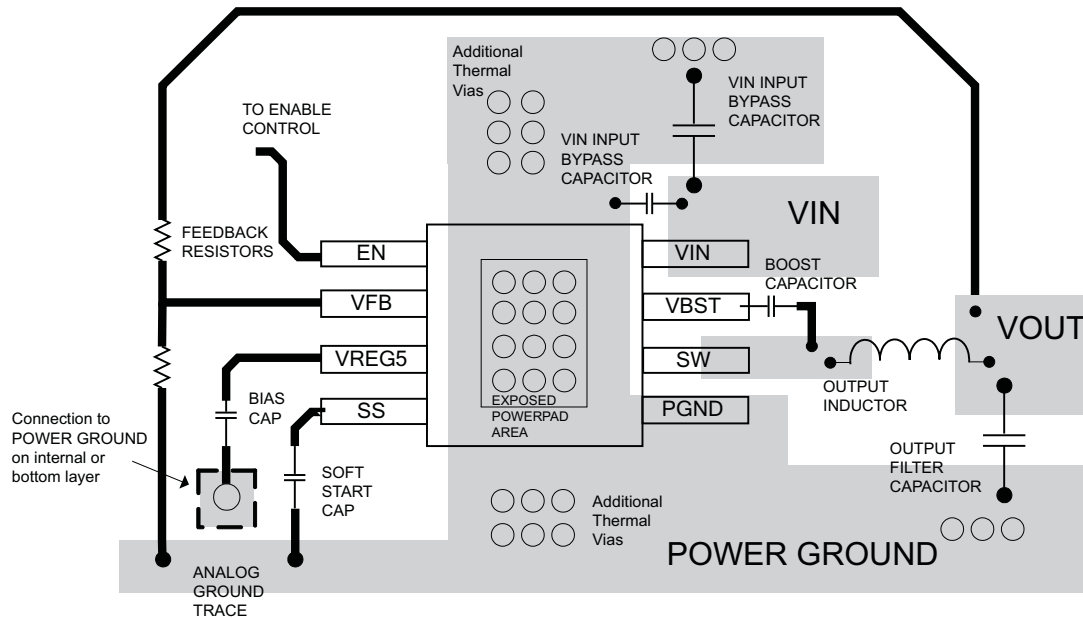 Additional
Thermal
Vias
VIN INPUT
BYPASS
CAPACITOR
TO ENABLE
CONTROL
VIN INPUT
BYPASS
CAPACITOR
VIN
FEEDBACK
RESISTORS
EN
VIN
BOOST
CAPACITOR
VFB
VBST
VOUT
VREG5
SW
OUTPUT
INDUCTOR
BIAS
CAP
SS
EXPOSED
POWERPAD
AREA
PGND
Connection to
POWER GROUND
on internal or
bottom layer
OUTPUT
FILTER
CAPACITOR
SOFT
START
CAP
Additional
Thermal
Vias
POWER GROUND
ANALOG
GROUND
TRACE